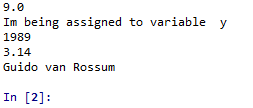 9.0
Im being assigned to variable  y
1989
3.14
Guido van Rossum
In [2]: